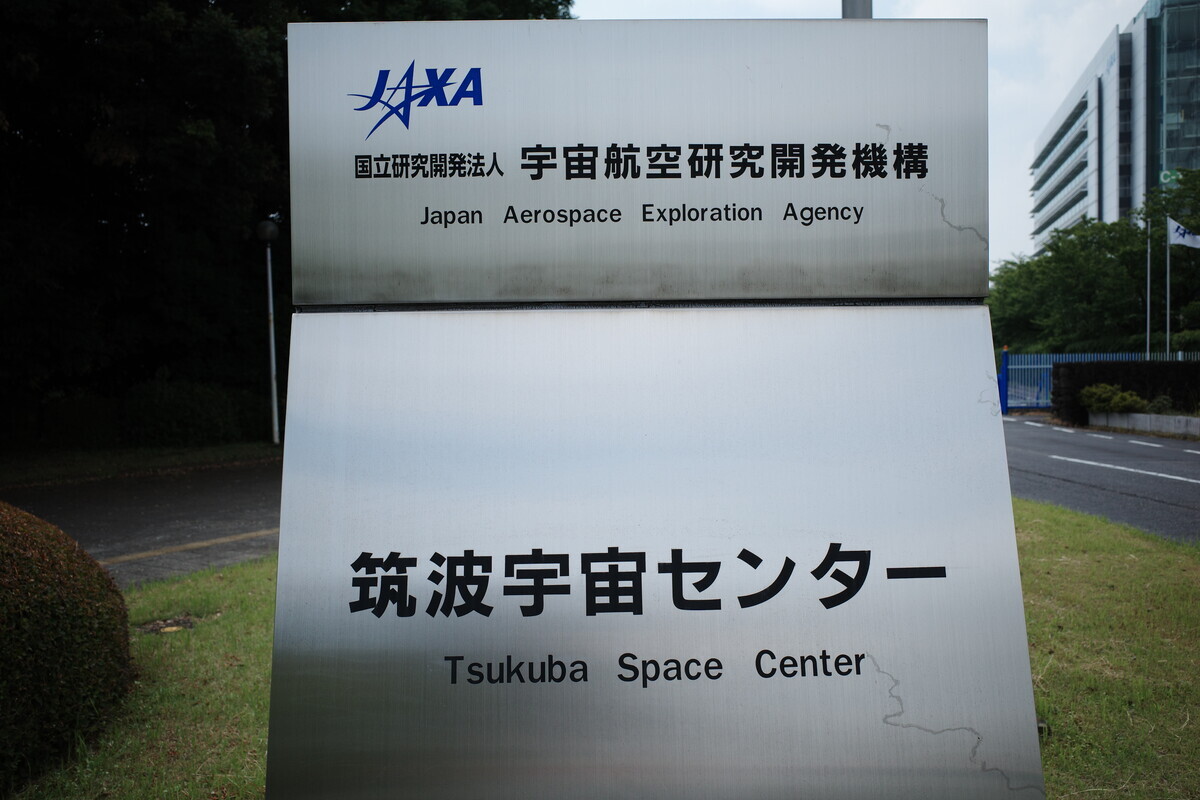 JAXA
国立研究開発法人 宇宙航空研究開発機構
Japan Aerospace Exploration Agency
筑波宇宙センター
Tsukuba Space Center